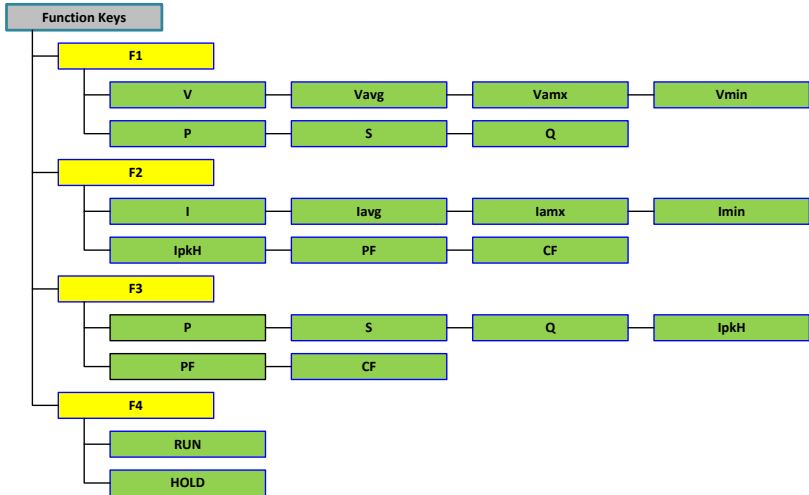 Function Keys
F1
V Vavg Vamx Vmin
P S Q
F2
I Iavg Iamx Imin
IpkH PF CF
F3
P S Q IpkH
PF CF
F4
RUN
HOLD